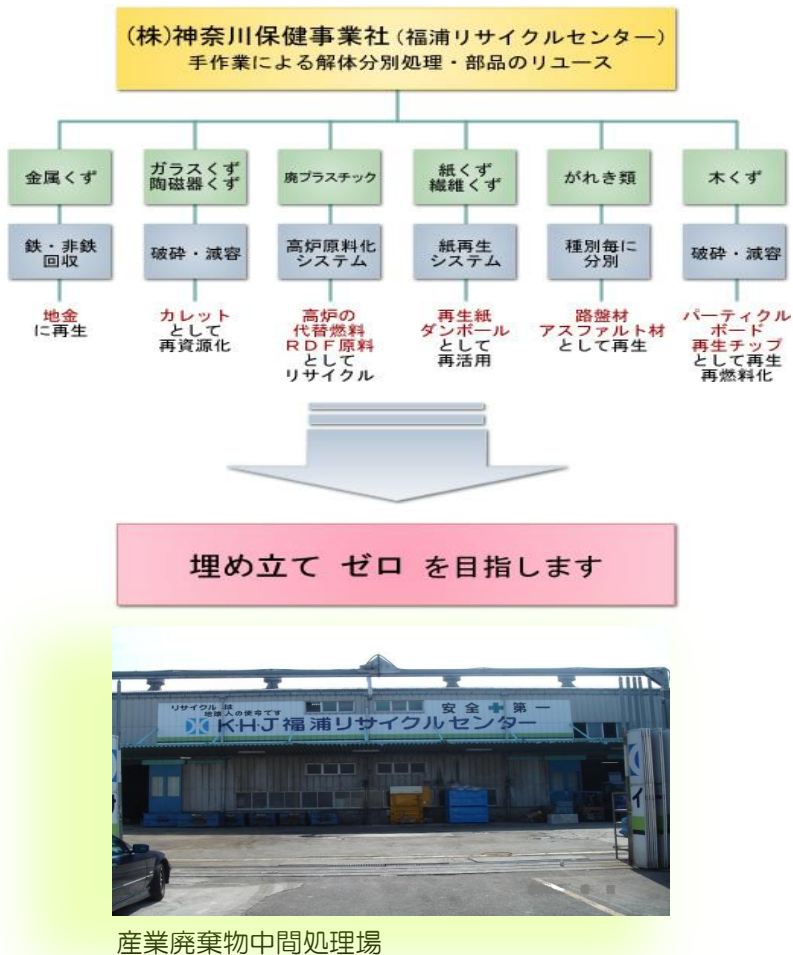 (株)神奈川保健事業社(福浦リサイクルセンター)
手作業による解体分別処理・部品のリユース
金属くず
ガラスくず
陶磁器くず
廃プラスチック
紙くず
繊維くず
がれき類
木くず
鉄・非鉄
回収
破砕・減容
高炉原料化
システム
紙再生
システム
種別毎に
分別
破砕・減容
地金
に再生
カレット
として
再資源化
高炉の
代替燃料
RDF原料
として
リサイクル
再生紙
ダンボール
として
再活用
路盤材
アスファルト材
として再生
パーティクル
ボード
再生チップ
として再生
再燃料化
埋め立て ゼロ を目指します
リサイクルは
地球人の使命です
安全✚第一
K・H・J福浦リサイクルセンター
イ
産業廃棄物中間処理場